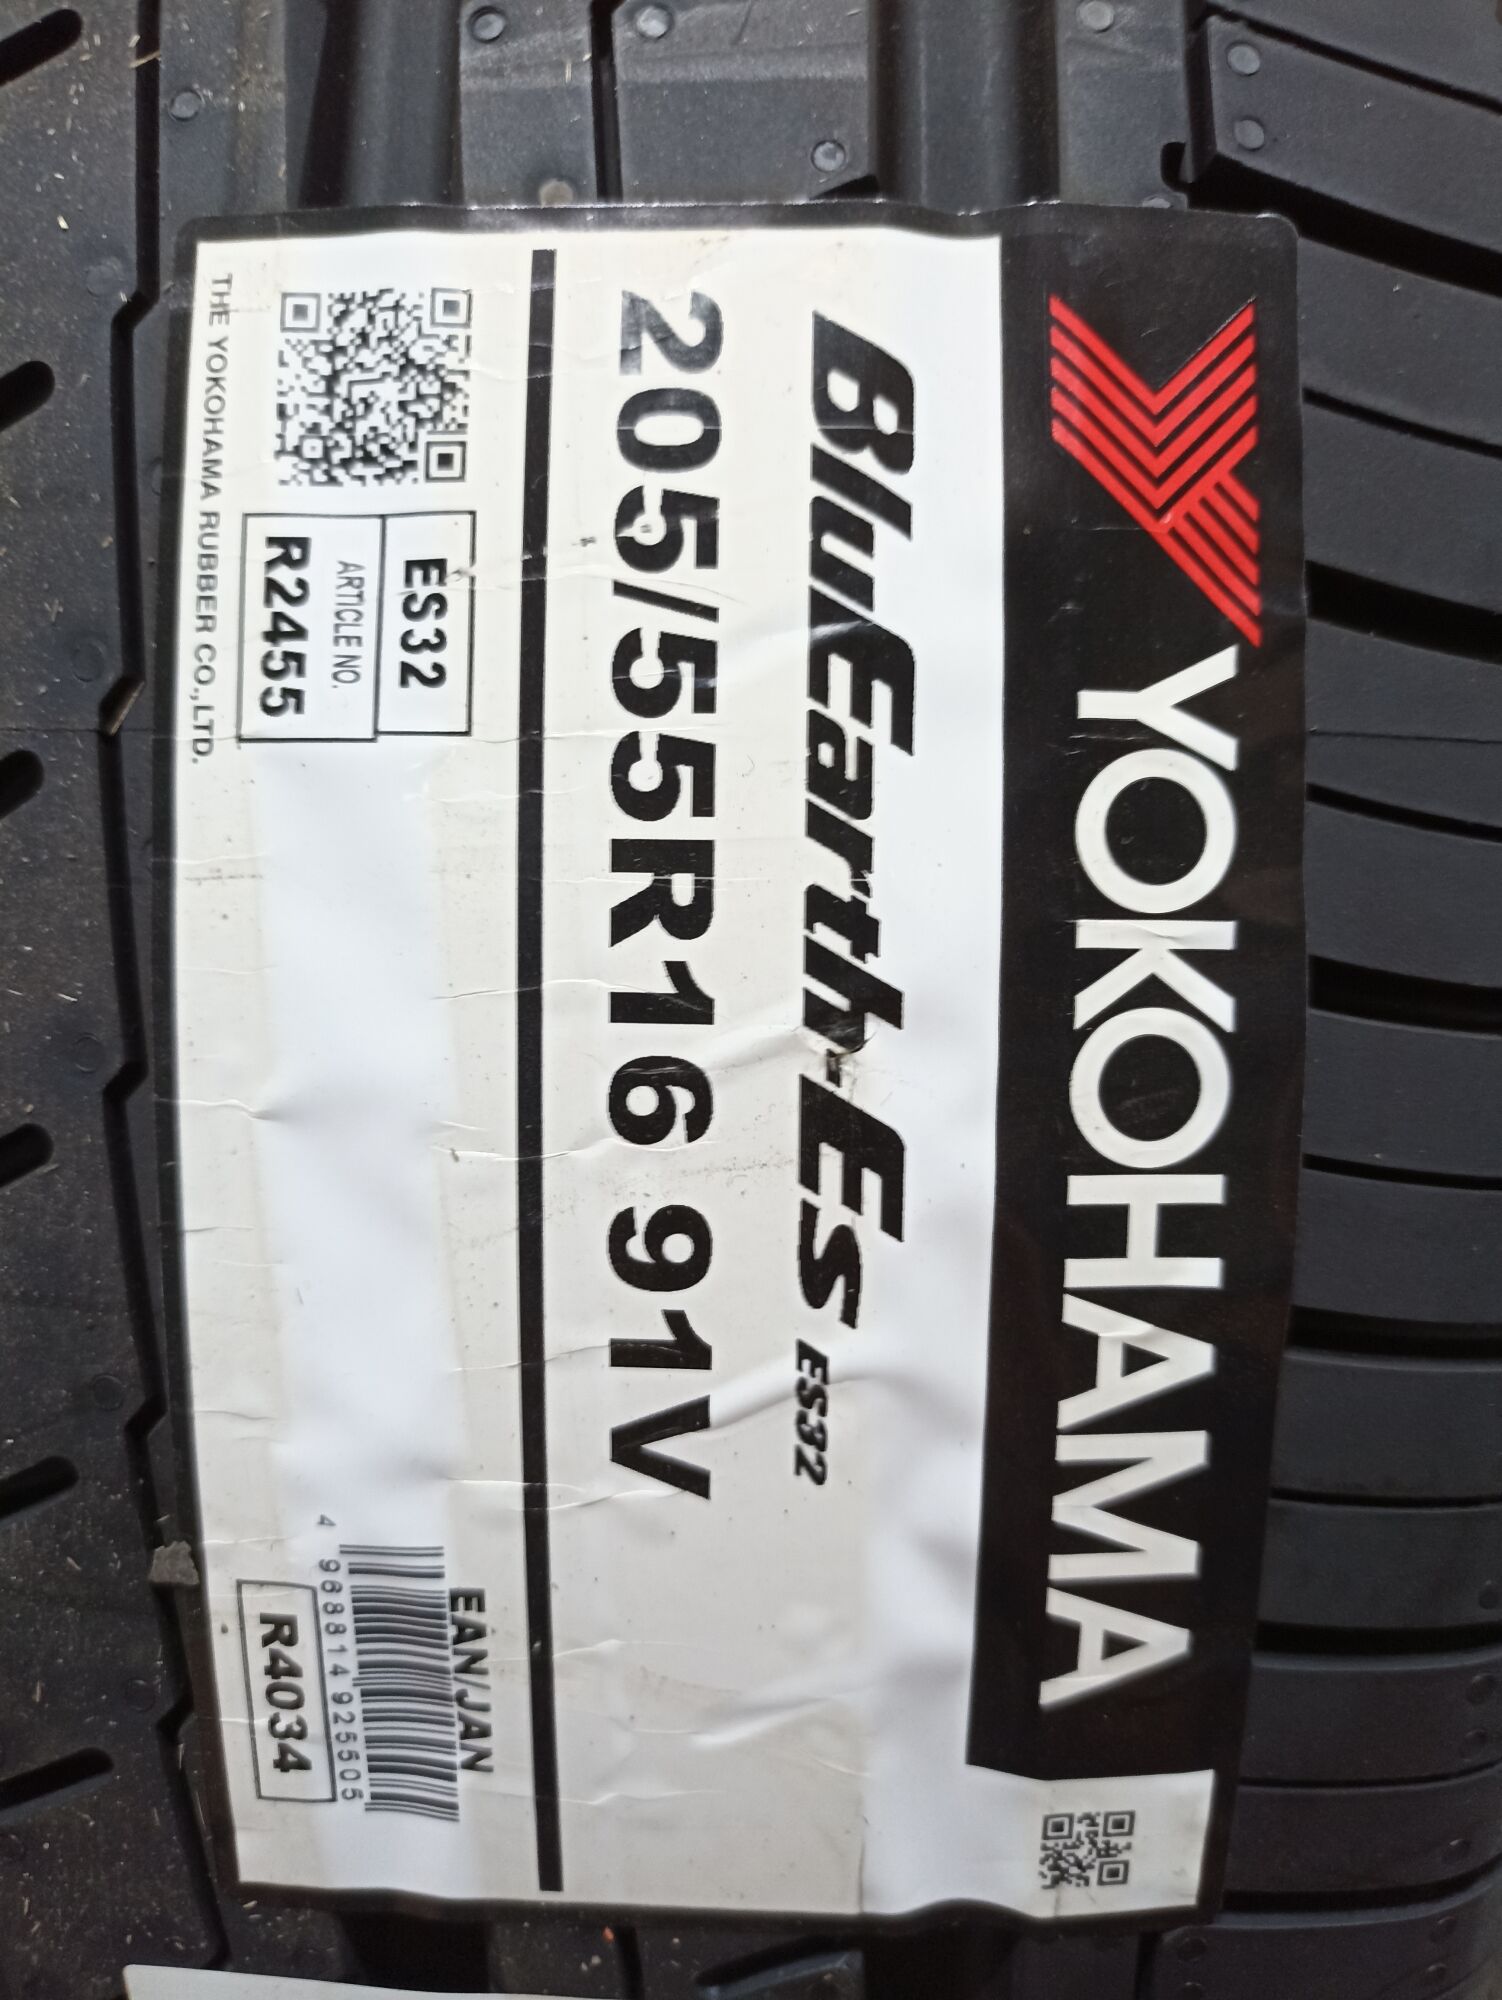 YOKOHAMA
BluEarth-Es ES32
205/55R16 91V
ES32
ARTICLE NO.
R2455
EAN/JAN
4 968814 925505
R4034
THE YOKOHAMA RUBBER CO.,LTD.